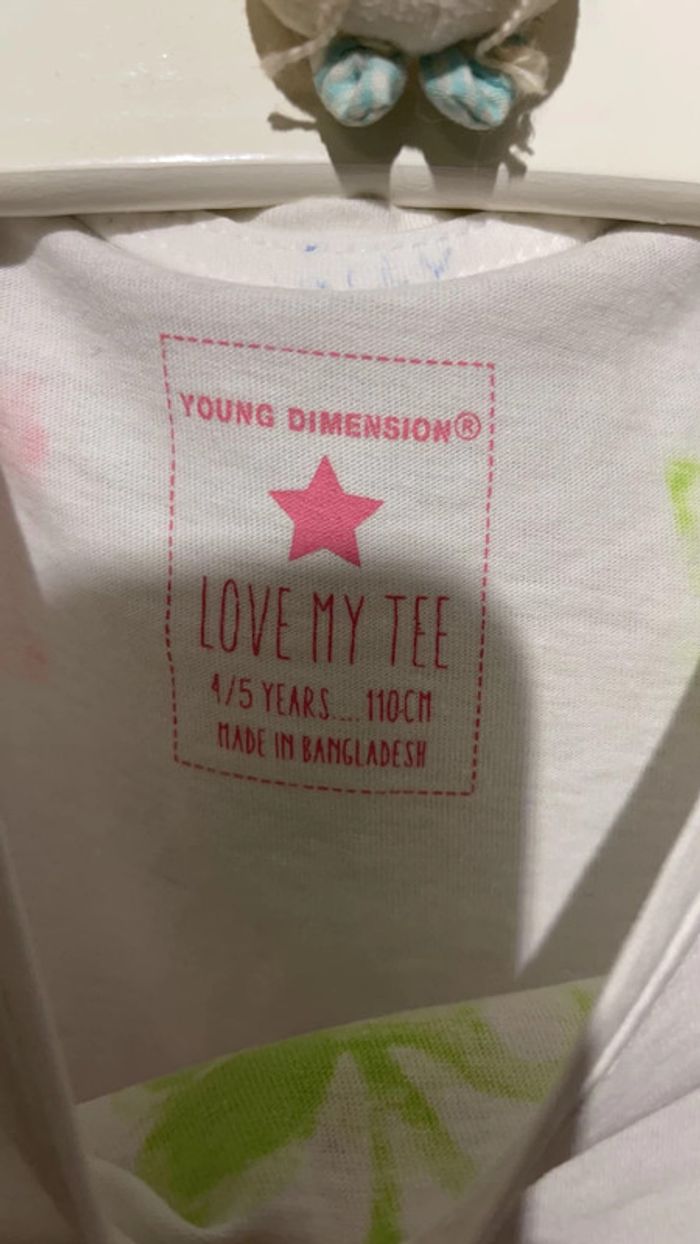 YOUNG DIMENSION®
LOVE MY TEE
4/5 YEARS.... 110CM
MADE IN BANGLADESH